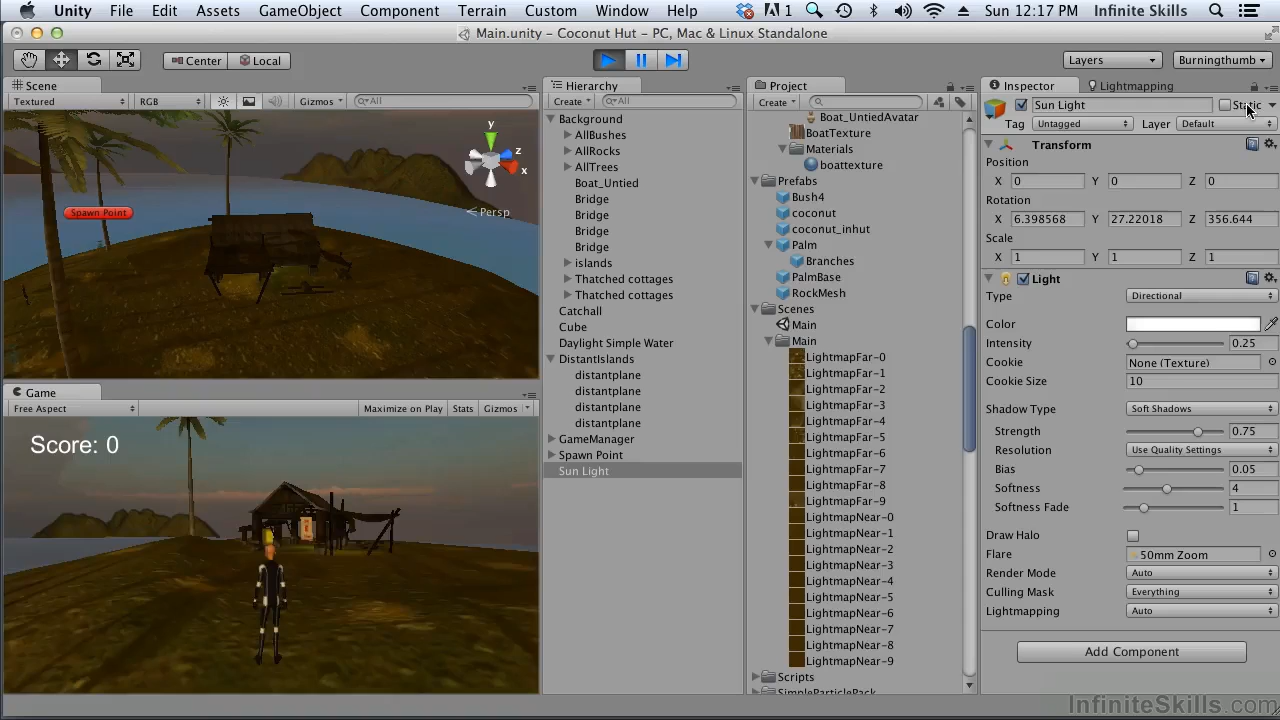 Unity File Edit Assets GameObject Component Terrain Custom Window Help 1 Sun 12:17 PM Infinite Skills
Main.unity – Coconut Hut – PC, Mac & Linux Standalone
Center Local Layers Burningthumb
Scene
Textured RGB Gizmos All
y
z
x
Persp
Spawn Point
Game
Free Aspect Maximize on Play Stats Gizmos
Score: 0
Hierarchy
Create All
Background
AllBushes
AllRocks
AllTrees
Boat_Untied
Bridge
Bridge
Bridge
Bridge
islands
Thatched cottages
Thatched cottages
Catchall
Cube
Daylight Simple Water
DistantIslands
distantplane
distantplane
distantplane
distantplane
GameManager
Spawn Point
Sun Light
Project
Create
Boat_UntiedAvatar
BoatTexture
Materials
boattexture
Prefabs
Bush4
coconut
coconut_inhut
Palm
Branches
PalmBase
RockMesh
Scenes
Main
Main
LightmapFar-0
LightmapFar-1
LightmapFar-2
LightmapFar-3
LightmapFar-4
LightmapFar-5
LightmapFar-6
LightmapFar-7
LightmapFar-8
LightmapFar-9
LightmapNear-0
LightmapNear-1
LightmapNear-2
LightmapNear-3
LightmapNear-4
LightmapNear-5
LightmapNear-6
LightmapNear-7
LightmapNear-8
LightmapNear-9
Scripts
SimpleParticlePack
Inspector Lightmapping
Sun Light Static
Tag Untagged Layer Default
Transform
Position
X 0 Y 0 Z 0
Rotation
X 6.398568 Y 27.22018 Z 356.644
Scale
X 1 Y 1 Z 1
Light
Type Directional
Color
Intensity 0.25
Cookie None (Texture)
Cookie Size 10
Shadow Type Soft Shadows
Strength 0.75
Resolution Use Quality Settings
Bias 0.05
Softness 4
Softness Fade 1
Draw Halo
Flare 50mm Zoom
Render Mode Auto
Culling Mask Everything
Lightmapping Auto
Add Component
InfiniteSkills.com